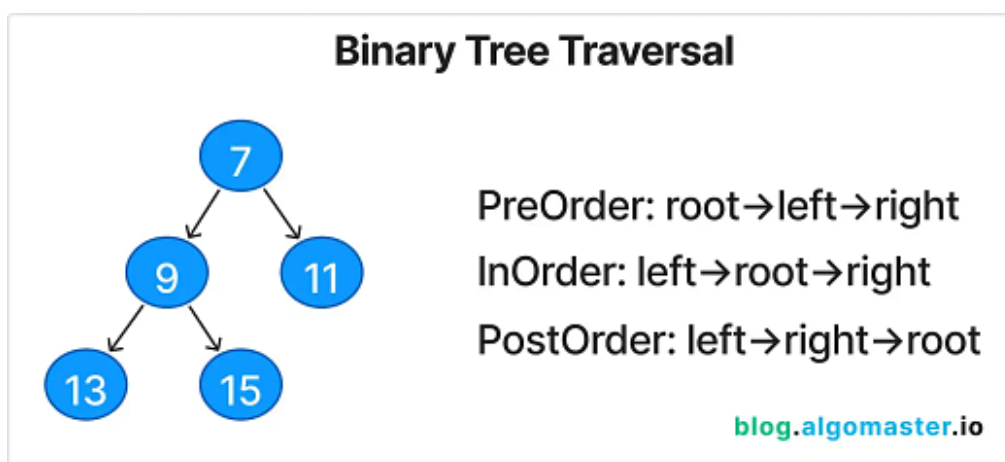 Binary Tree Traversal
7
9
11
13
15
PreOrder: root→left→right
InOrder: left→root→right
PostOrder: left→right→root
blog.algomaster.io